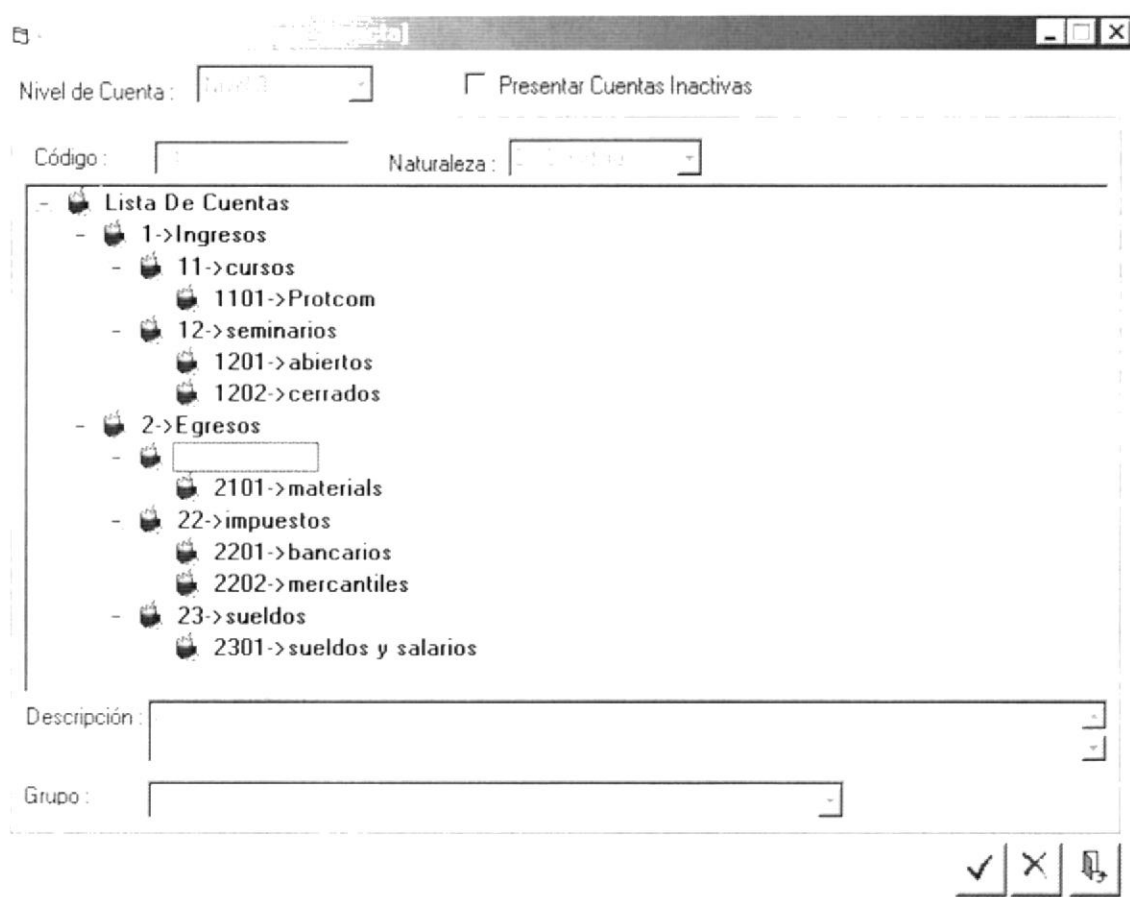 Nivel de Cuenta :
Presentar Cuentas Inactivas
Código :
Naturaleza :
Lista De Cuentas
1->Ingresos
11->cursos
1101->Protcom
12->seminarios
1201->abiertos
1202->cerrados
2->Egresos
2101->materials
22->impuestos
2201->bancarios
2202->mercantiles
23->sueldos
2301->sueldos y salarios
Descripción :
Grupo :